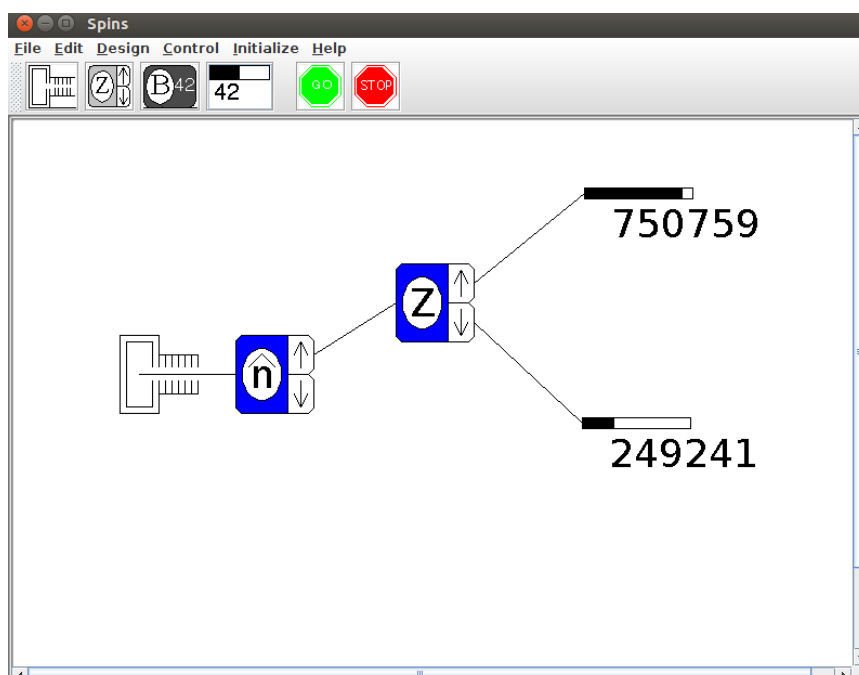 Spins
File Edit Design Control Initialize Help
Z B42 42 GO STOP
750759
Z
n̂
249241